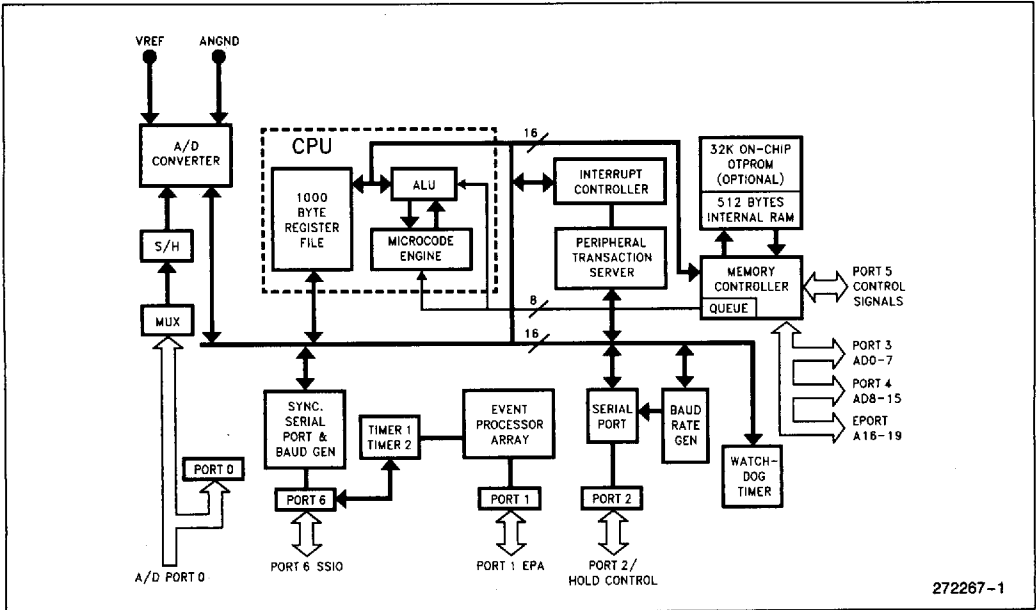 VREF
ANGND
A/D
CONVERTER
S/H
MUX
PORT 0
A/D PORT 0
CPU
1000
BYTE
REGISTER
FILE
ALU
MICROCODE
ENGINE
16
8
16
INTERRUPT
CONTROLLER
PERIPHERAL
TRANSACTION
SERVER
32K ON-CHIP
OTPROM
(OPTIONAL)
512 BYTES
INTERNAL RAM
MEMORY
CONTROLLER
QUEUE
PORT 5
CONTROL
SIGNALS
PORT 3
AD0-7
PORT 4
AD8-15
EPORT
A16-19
SYNC.
SERIAL
PORT &
BAUD GEN
TIMER 1
TIMER 2
EVENT
PROCESSOR
ARRAY
SERIAL
PORT
BAUD
RATE
GEN
WATCH-
DOG
TIMER
PORT 6
PORT 1
PORT 2
PORT 6 SSIO
PORT 1 EPA
PORT 2/
HOLD CONTROL
272267-1